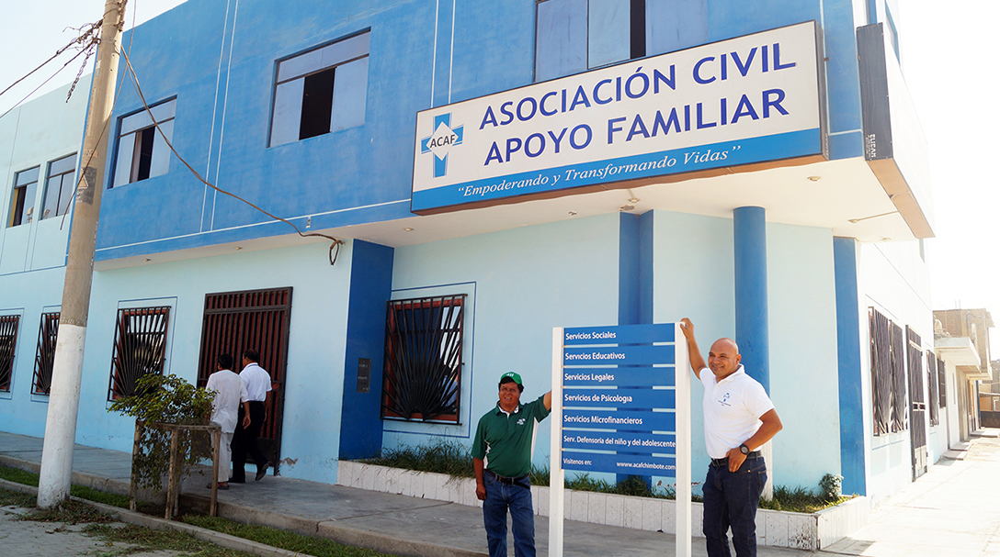 ASOCIACIÓN CIVIL
ACAF
APOYO FAMILIAR
“Empoderando y Transformando Vidas”
Servicios Sociales
Servicios Educativos
Servicios Legales
Servicios de Psicología
Servicios Microfinancieros
Serv. Defensoría del niño y del adolescente
Visítenos en: www.acafchimbote.com